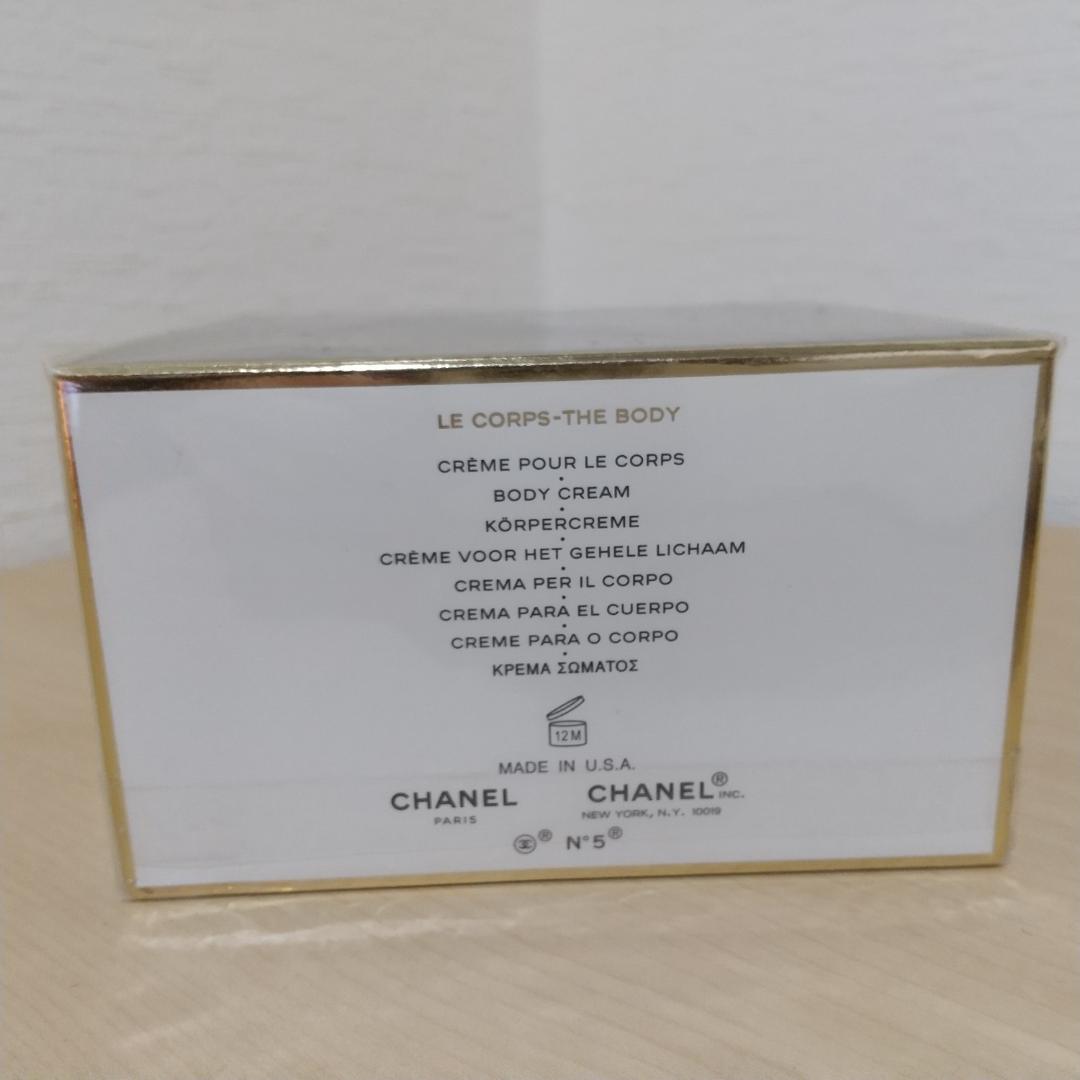 LE CORPS-THE BODY
CRÈME POUR LE CORPS
•
BODY CREAM
•
KÖRPERCREME
•
CRÈME VOOR HET GEHELE LICHAAM
•
CREMA PER IL CORPO
•
CREMA PARA EL CUERPO
•
CREME PARA O CORPO
•
ΚΡΕΜΑ ΣΩΜΑΤΟΣ
12M
MADE IN U.S.A.
CHANEL CHANEL® INC.
PARIS NEW YORK, N.Y. 10019
® N°5®